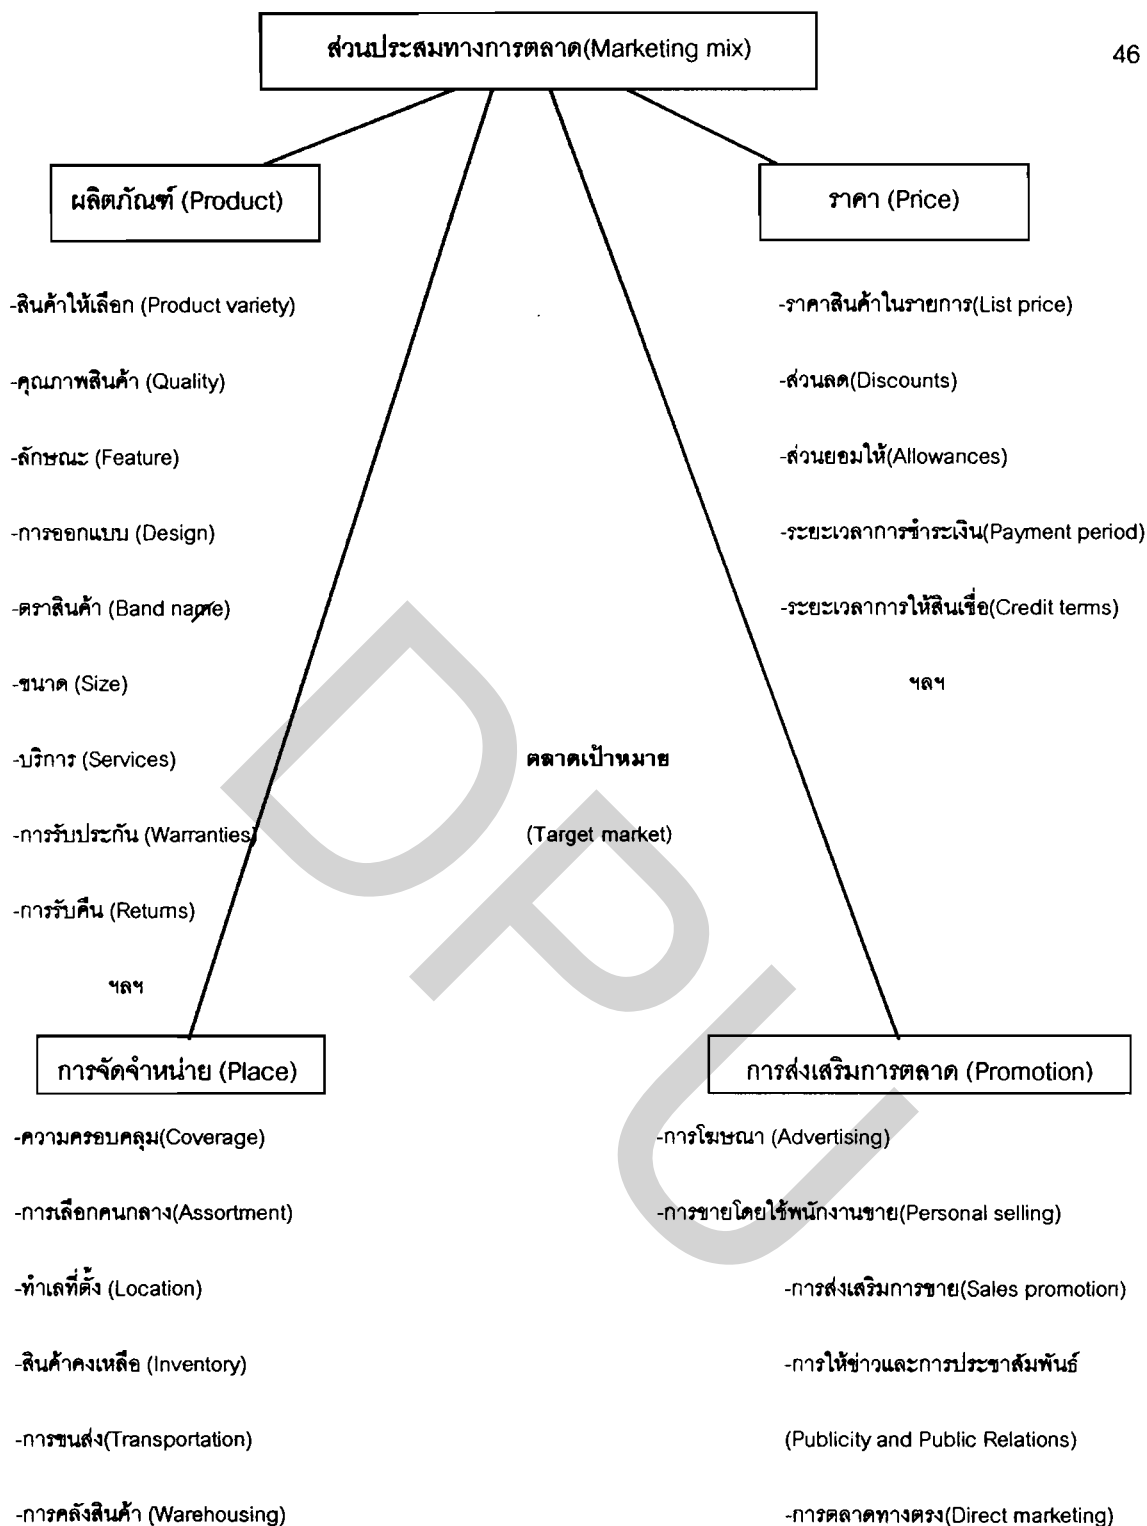 ส่วนประสมทางการตลาด(Marketing mix)
46
ผลิตภัณฑ์ (Product)
-สินค้าให้เลือก (Product variety)
-คุณภาพสินค้า (Quality)
-ลักษณะ (Feature)
-การออกแบบ (Design)
-ตราสินค้า (Band name)
-ขนาด (Size)
-บริการ (Services)
-การรับประกัน (Warranties)
-การรับคืน (Returns)
ฯลฯ
ราคา (Price)
-ราคาสินค้าในรายการ(List price)
-ส่วนลด(Discounts)
-ส่วนยอมให้(Allowances)
-ระยะเวลาการชำระเงิน(Payment period)
-ระยะเวลาการให้สินเชื่อ(Credit terms)
ฯลฯ
ตลาดเป้าหมาย
(Target market)
DPU
การจัดจำหน่าย (Place)
-ความครอบคลุม(Coverage)
-การเลือกคนกลาง(Assortment)
-ทำเลที่ตั้ง (Location)
-สินค้าคงเหลือ (Inventory)
-การขนส่ง(Transportation)
-การคลังสินค้า (Warehousing)
การส่งเสริมการตลาด (Promotion)
-การโฆษณา (Advertising)
-การขายโดยใช้พนักงานขาย(Personal selling)
-การส่งเสริมการขาย(Sales promotion)
-การให้ข่าวและการประชาสัมพันธ์
(Publicity and Public Relations)
-การตลาดทางตรง(Direct marketing)